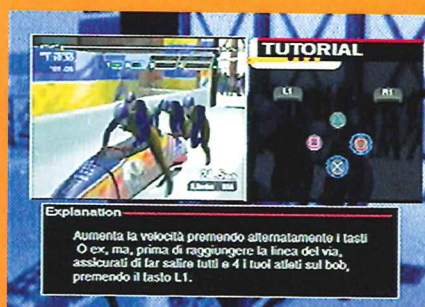 TUTORIAL
L1
R1
Explanation
Aumenta la velocità premendo alternatamente i tasti
O ex, ma, prima di raggiungere la linea del via,
assicurati di far salire tutti e 4 i tuoi atleti sul bob,
premendo il tasto L1.